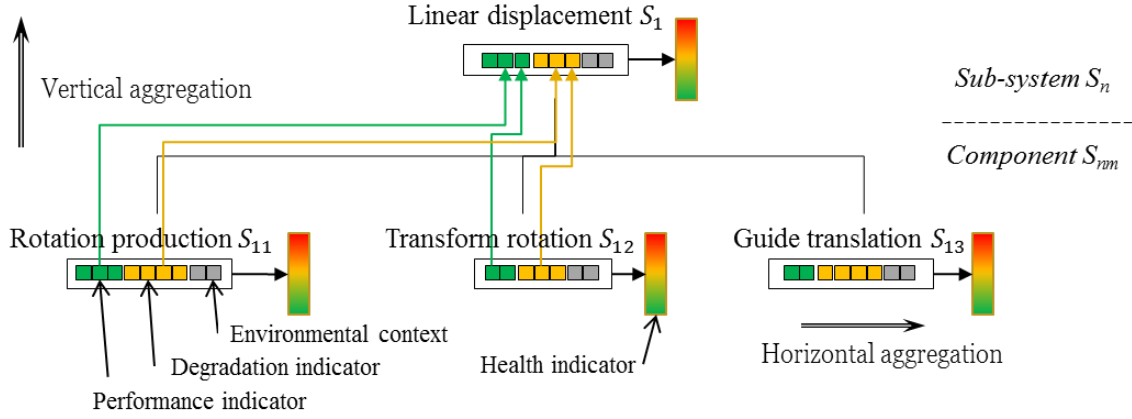 Linear displacement S₁
Vertical aggregation
Sub-system Sₙ
Component Sₙₘ
Rotation production S₁₁
Transform rotation S₁₂
Guide translation S₁₃
Environmental context
Degradation indicator
Performance indicator
Health indicator
Horizontal aggregation